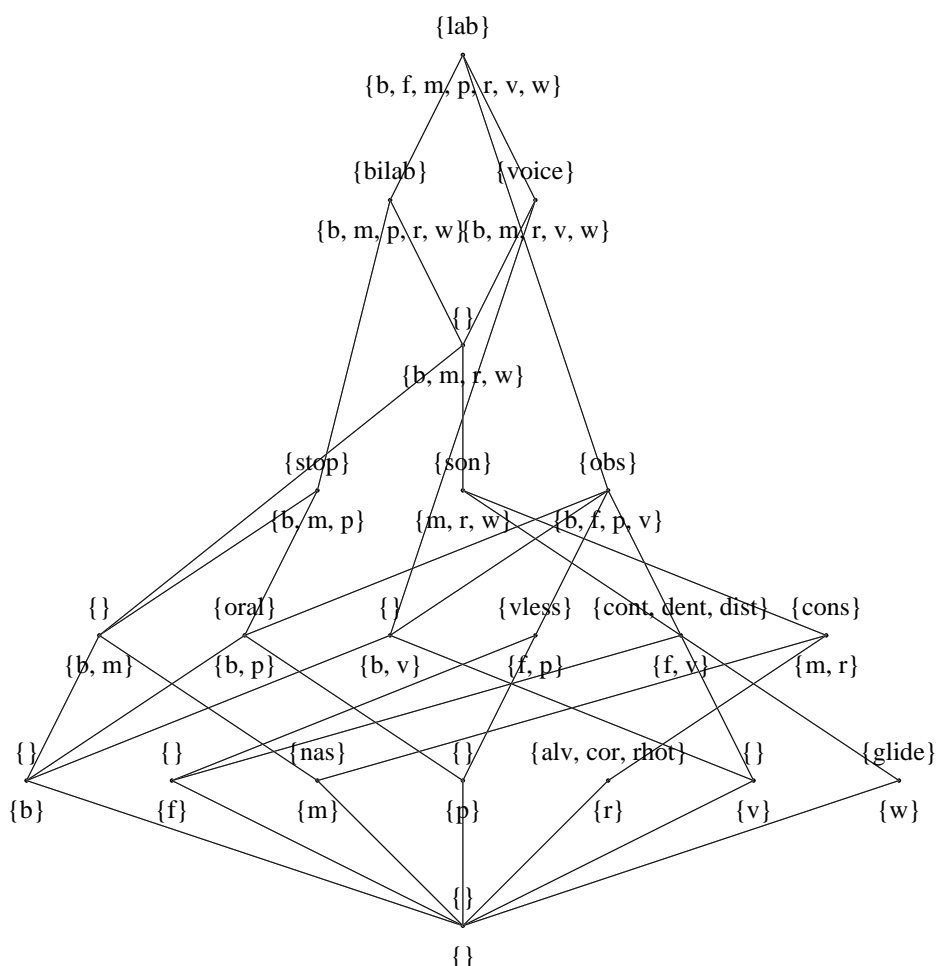 {lab}
{b, f, m, p, r, v, w}
{bilab} {voice}
{b, m, p, r, w} {b, m, r, v, w}
{}
{b, m, r, w}
{stop} {son} {obs}
{b, m, p} {m, r, w} {b, f, p, v}
{} {oral} {} {vless} {cont, dent, dist} {cons}
{b, m} {b, p} {b, v} {f, p} {f, v} {m, r}
{} {} {nas} {} {alv, cor, rhot} {} {glide}
{b} {f} {m} {p} {r} {v} {w}
{}
{}